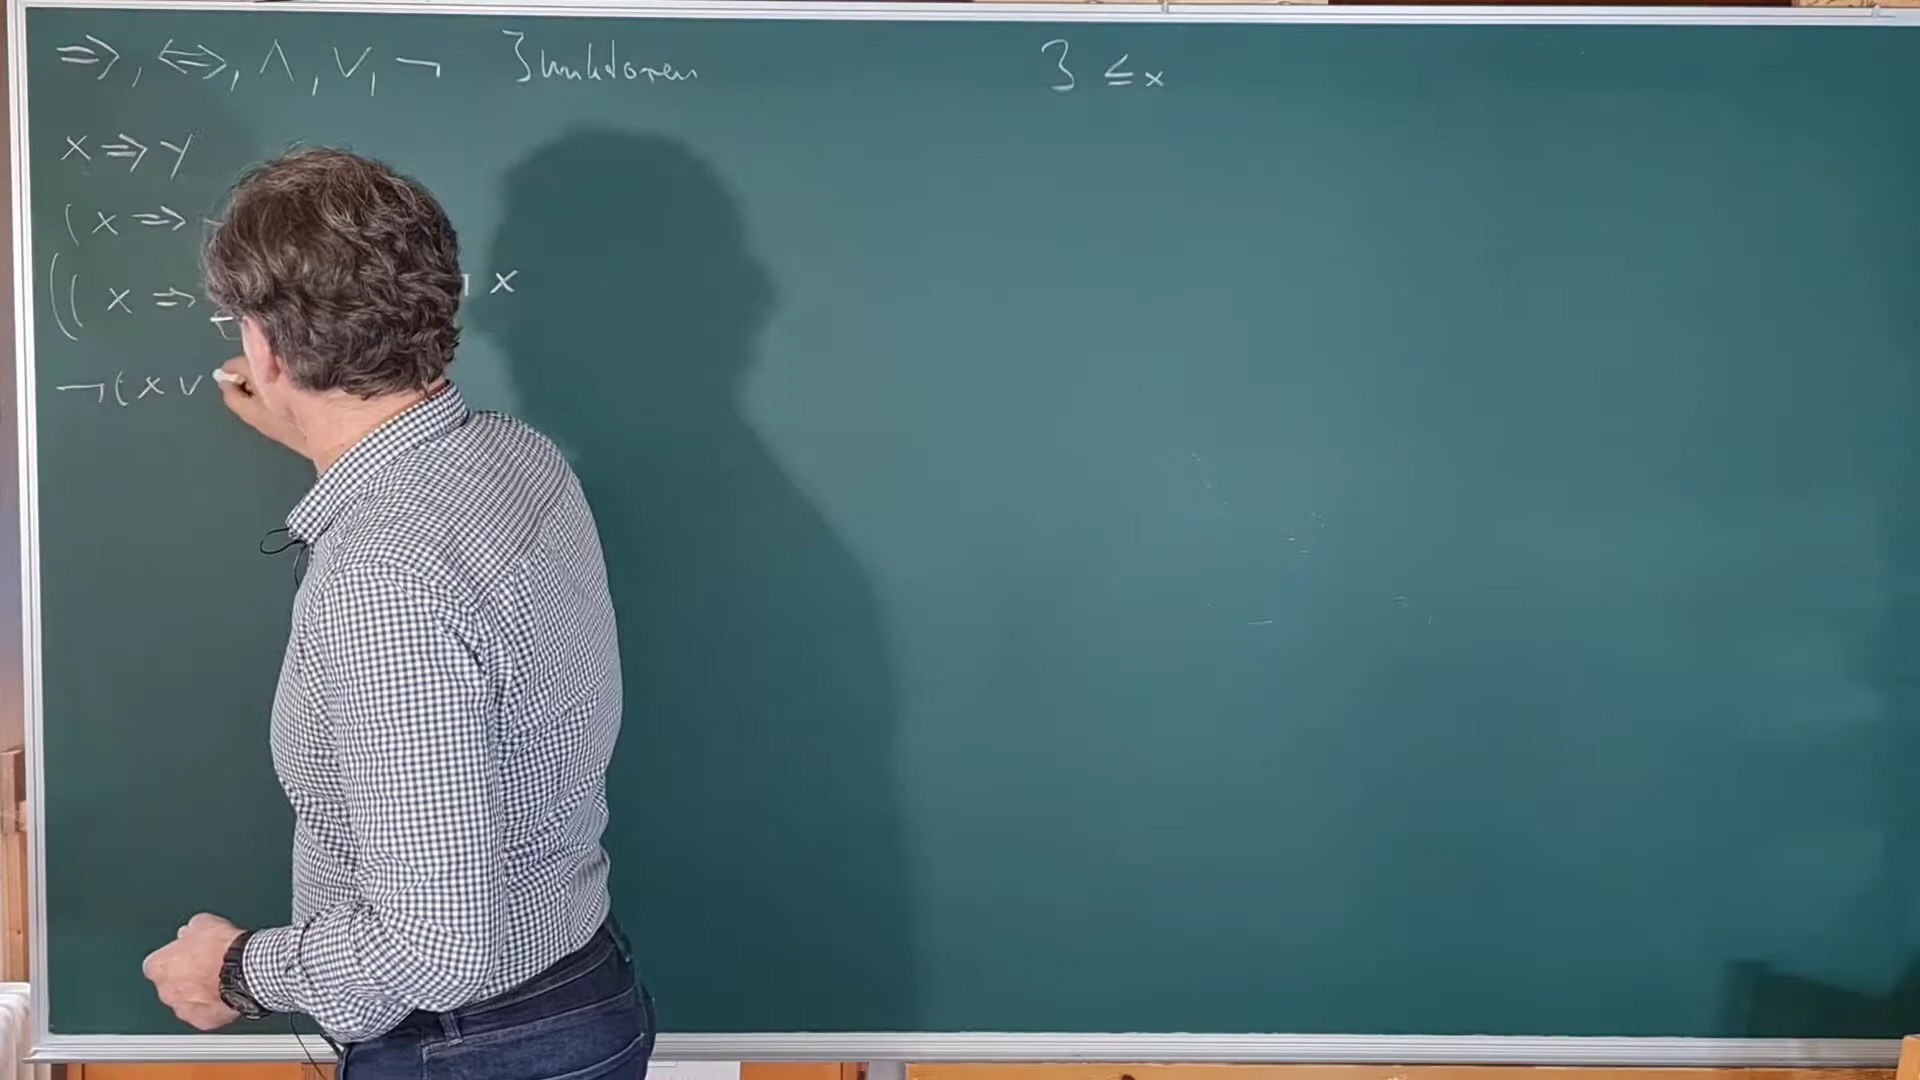 ⇒, ⇔, ∧, ∨, ¬ Junktoren
3 ≤ x
x ⇒ y
( x ⇒
(( x ⇒ ¬ x
¬( x ∨